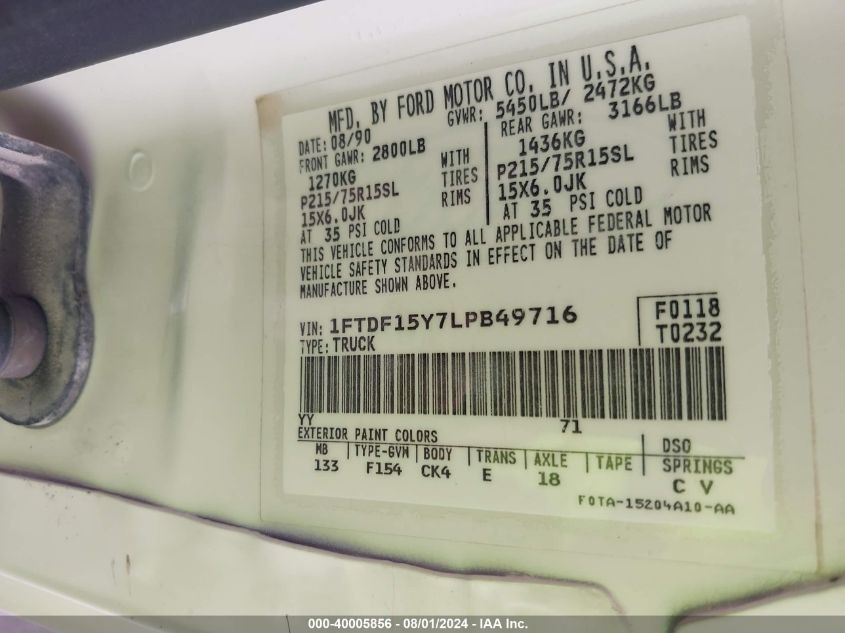 MFD. BY FORD MOTOR CO. IN U.S.A.
DATE: 08/90 GVWR: 5450LB/ 2472KG
FRONT GAWR: 2800LB
1270KG WITH
P215/75R15SL TIRES
15X6.0JK RIMS
AT 35 PSI COLD
REAR GAWR: 3166LB
1436KG WITH
P215/75R15SL TIRES
15X6.0JK RIMS
AT 35 PSI COLD
THIS VEHICLE CONFORMS TO ALL APPLICABLE FEDERAL MOTOR
VEHICLE SAFETY STANDARDS IN EFFECT ON THE DATE OF
MANUFACTURE SHOWN ABOVE.
VIN: 1FTDF15Y7LPB49716 F0118
TYPE: TRUCK T0232
YY 71
EXTERIOR PAINT COLORS DSO
WB TYPE-GVW BODY TRANS AXLE TAPE SPRINGS
133 F154 CK4 E 18 C V
F0TA-15204A10-AA
000-40005856 - 08/01/2024 - IAA Inc.